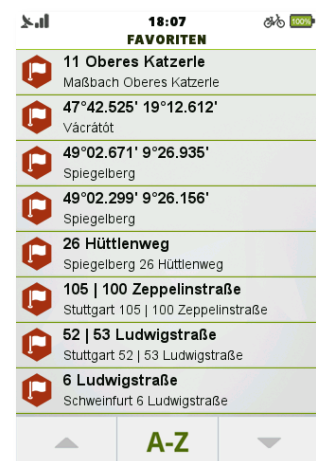 18:07
100%
FAVORITEN
11 Oberes Katzerle
Maßbach Oberes Katzerle
47°42.525' 19°12.612'
Vácrátót
49°02.671' 9°26.935'
Spiegelberg
49°02.299' 9°26.156'
Spiegelberg
26 Hüttlenweg
Spiegelberg 26 Hüttlenweg
105 | 100 Zeppelinstraße
Stuttgart 105 | 100 Zeppelinstraße
52 | 53 Ludwigstraße
Stuttgart 52 | 53 Ludwigstraße
6 Ludwigstraße
Schweinfurt 6 Ludwigstraße
A-Z